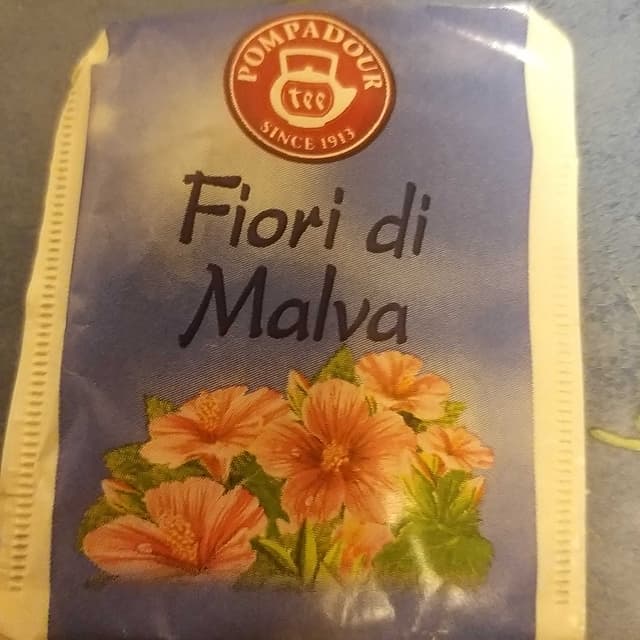 POMPADOUR
Tee
SINCE 1913
Fiori di
Malva